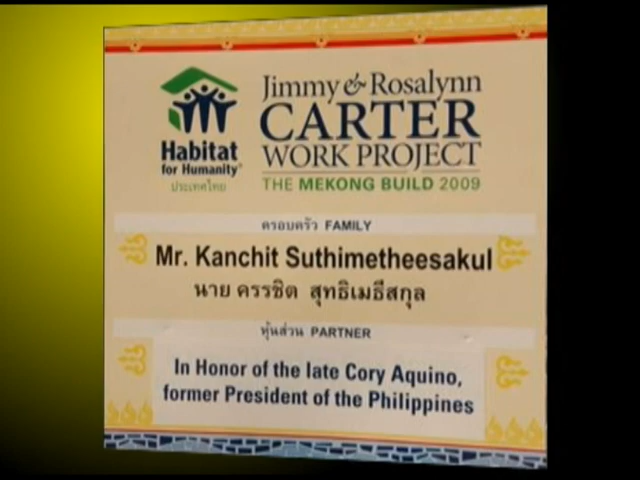 Habitat
for Humanity®
ประเทศไทย
Jimmy & Rosalynn
CARTER
WORK PROJECT
THE MEKONG BUILD 2009
ครอบครัว FAMILY
Mr. Kanchit Suthimetheesakul
นาย ครรชิต สุทธิเมธีสกุล
หุ้นส่วน PARTNER
In Honor of the late Cory Aquino,
former President of the Philippines